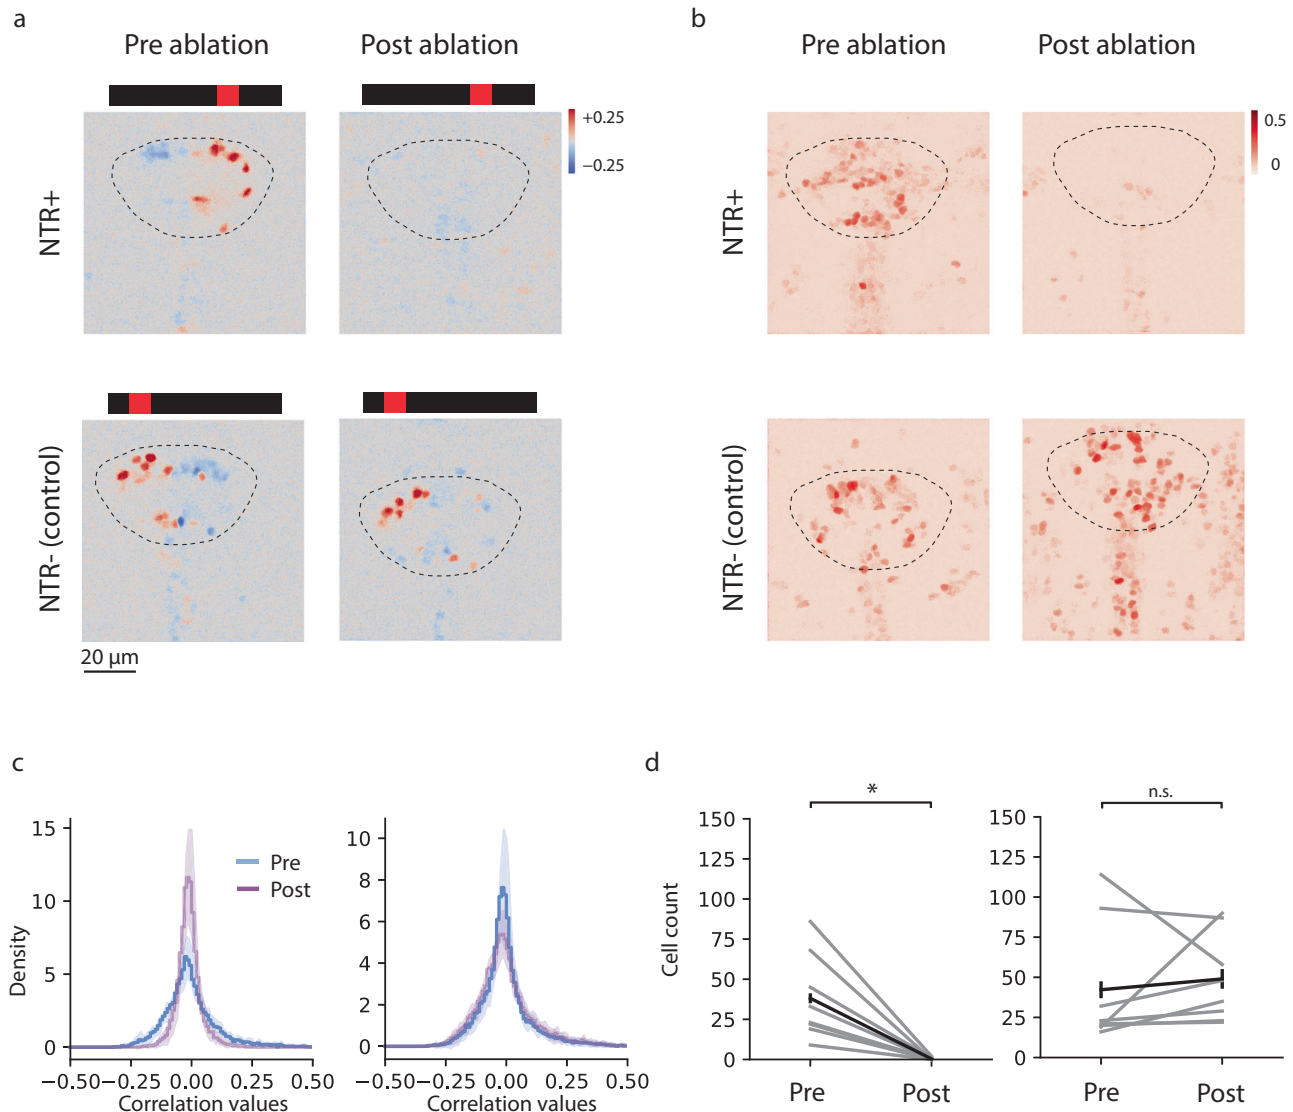 a
Pre ablation
Post ablation
+0.25
−0.25
NTR+
NTR- (control)
20 µm
b
Pre ablation
Post ablation
0.5
0
NTR+
NTR- (control)
c
15
10
5
0
Density
Pre
Post
−0.50
−0.25
0.00
0.25
0.50
Correlation values
10
8
6
4
2
0
−0.50
−0.25
0.00
0.25
0.50
Correlation values
d
*
150
125
100
75
50
25
0
Cell count
Pre
Post
n.s.
150
125
100
75
50
25
0
Pre
Post